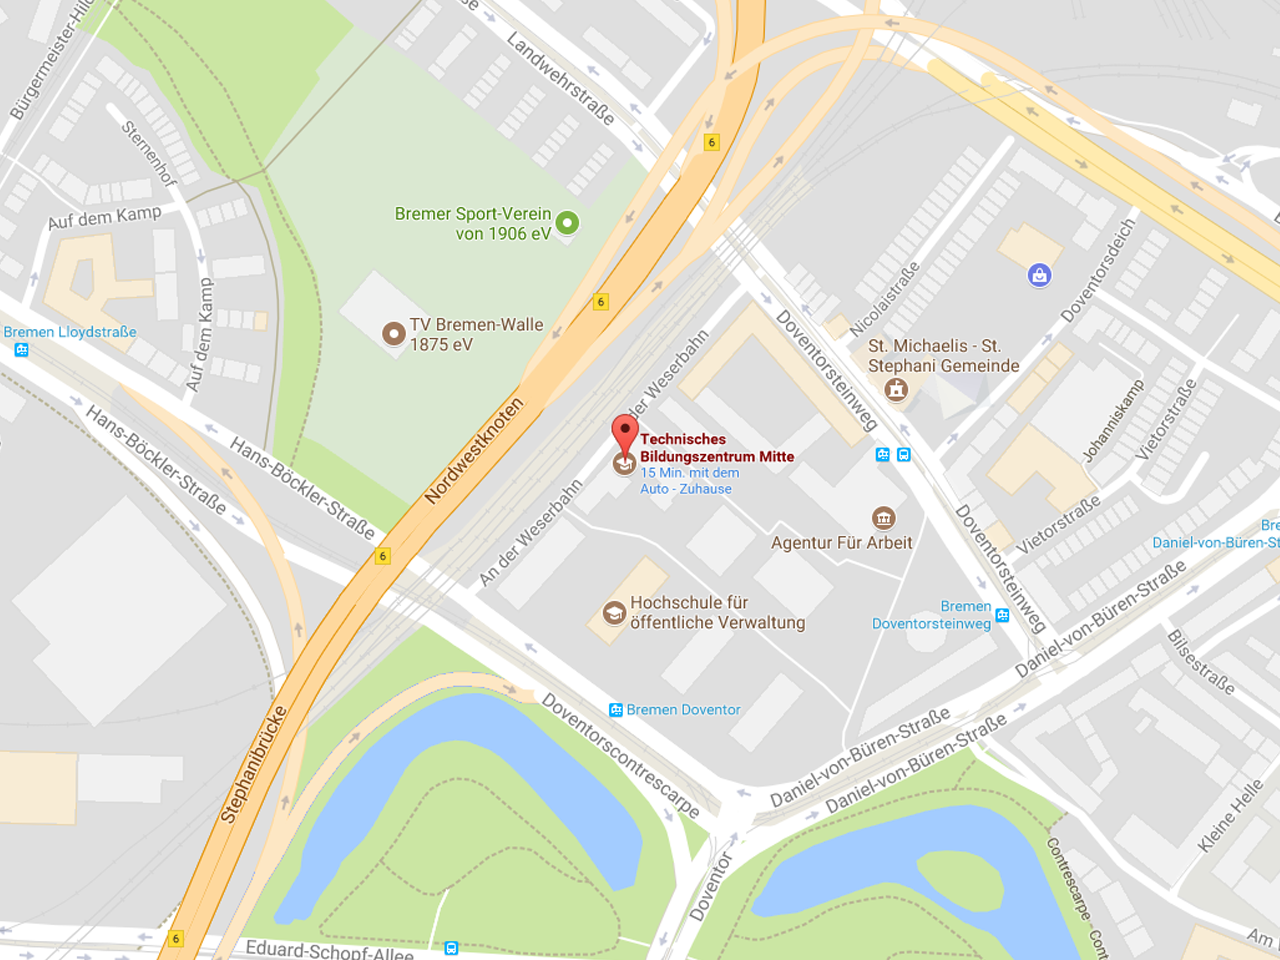 Bürgermeister-Hild
Landwehrstraße
Sternenhof
6
Auf dem Kamp
Bremer Sport-Verein
von 1906 eV
Doventorsdeich
Nicolaistraße
6
Auf dem Kamp
Bremen Lloydstraße
TV Bremen-Walle
1875 eV
Doventorsteinweg
St. Michaelis - St.
Stephani Gemeinde
der Weserbahn
Johanniskamp
Vietorstraße
Nordwestknoten
Hans-Böckler-Straße
Hans-Böckler-Straße
Technisches
Bildungszentrum Mitte
15 Min. mit dem
Auto - Zuhause
An der Weserbahn
Agentur Für Arbeit
Vietorstraße
Doventorsteinweg
Bre
Daniel-von-Büren-St
6
Hochschule für
öffentliche Verwaltung
Bremen
Doventorsteinweg
Daniel-von-Büren-Straße
Bilsestraße
Bremen Doventor
Doventorscontrescarpe
Daniel-von-Büren-Straße
Daniel-von-Büren-Straße
Stephanibrücke
Kleine Helle
Doventor
Contrescarpe
Cont
Am
6
Eduard-Schopf-Allee